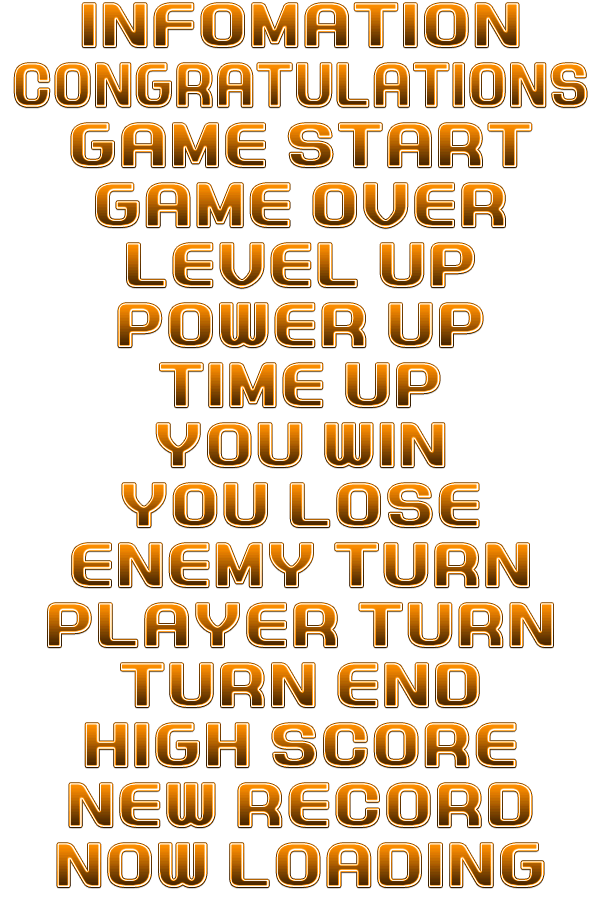 INFOMATION
CONGRATULATIONS
GAME START
GAME OVER
LEVEL UP
POWER UP
TIME UP
YOU WIN
YOU LOSE
ENEMY TURN
PLAYER TURN
TURN END
HIGH SCORE
NEW RECORD
NOW LOADING